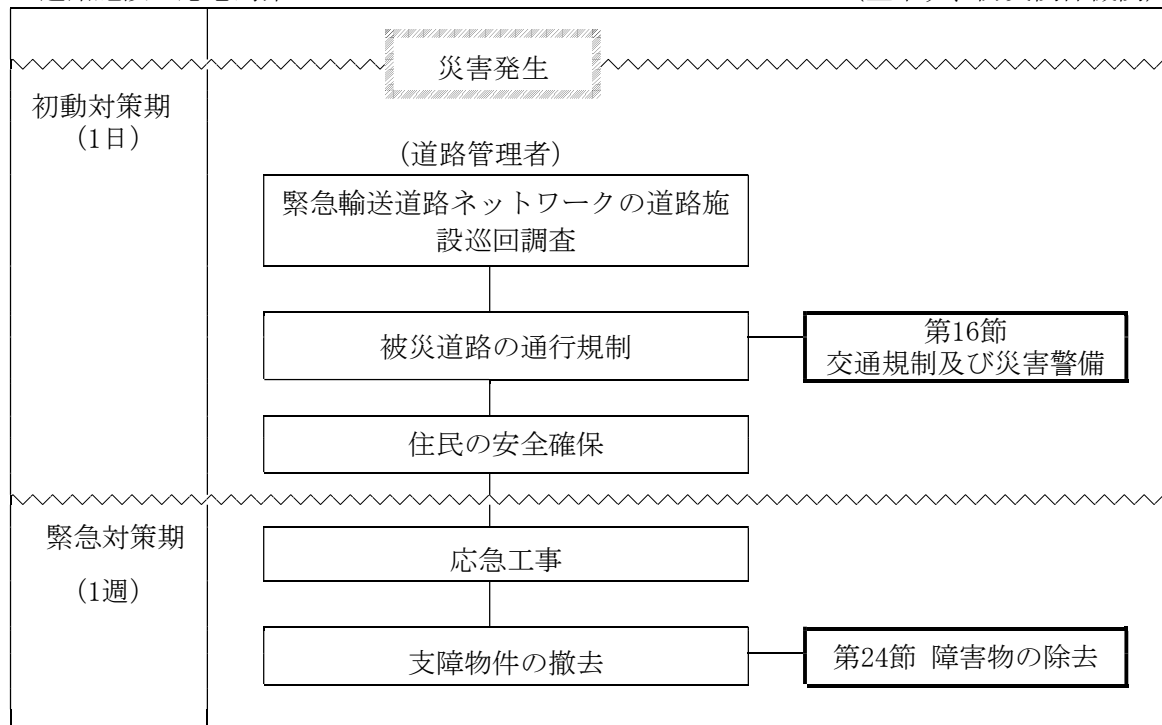 災害発生
初動対策期
(1日)
(道路管理者)
緊急輸送道路ネットワークの道路施
設巡回調査
被災道路の通行規制
第16節
交通規制及び災害警備
住民の安全確保
緊急対策期
(1週)
応急工事
支障物件の撤去
第24節 障害物の除去